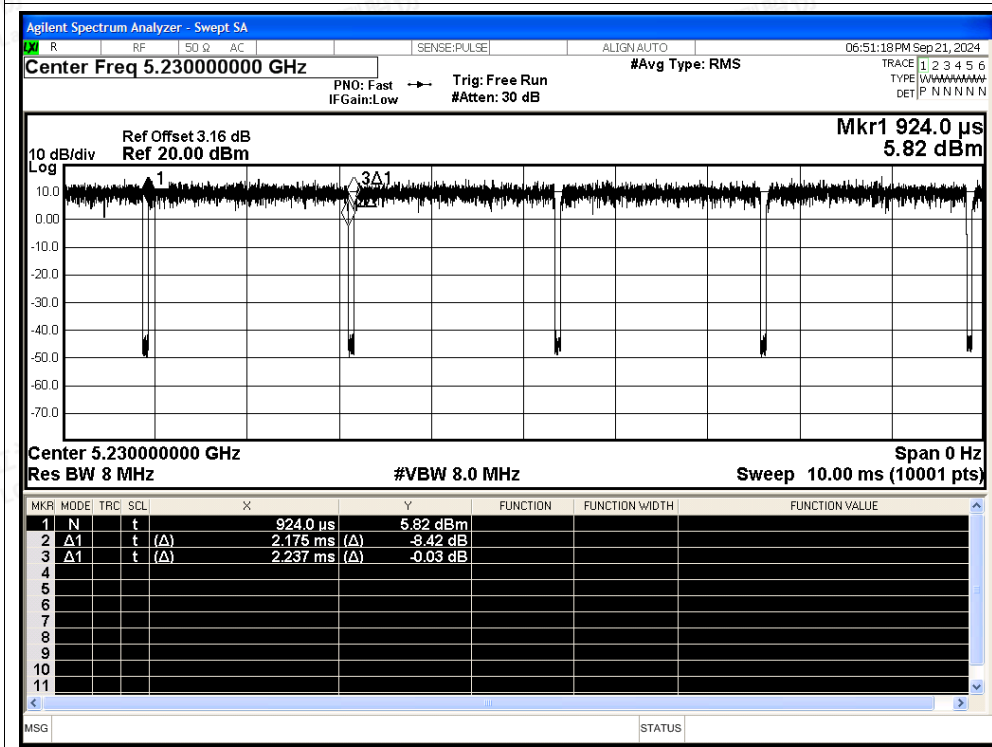 Agilent Spectrum Analyzer - Swept SA
LXI R RF 50 Ω AC SENSE:PULSE ALIGN AUTO 06:51:18 PM Sep 21, 2024
Center Freq 5.230000000 GHz #Avg Type: RMS TRACE 1 2 3 4 5 6
PNO: Fast Trig: Free Run TYPE WWWWWW
IFGain:Low #Atten: 30 dB DET P N N N N N
Mkr1 924.0 µs
Ref Offset 3.16 dB
10 dB/div Ref 20.00 dBm 5.82 dBm
Log
1 3Δ1
10.0
0.00
-10.0
-20.0
-30.0
-40.0
-50.0
-60.0
-70.0
Center 5.230000000 GHz Span 0 Hz
Res BW 8 MHz #VBW 8.0 MHz Sweep 10.00 ms (10001 pts)
MKR MODE TRC SCL X Y FUNCTION FUNCTION WIDTH FUNCTION VALUE
1 N t 924.0 µs 5.82 dBm
2 Δ1 t (Δ) 2.175 ms (Δ) -8.42 dB
3 Δ1 t (Δ) 2.237 ms (Δ) -0.03 dB
4
5
6
7
8
9
10
11
MSG STATUS